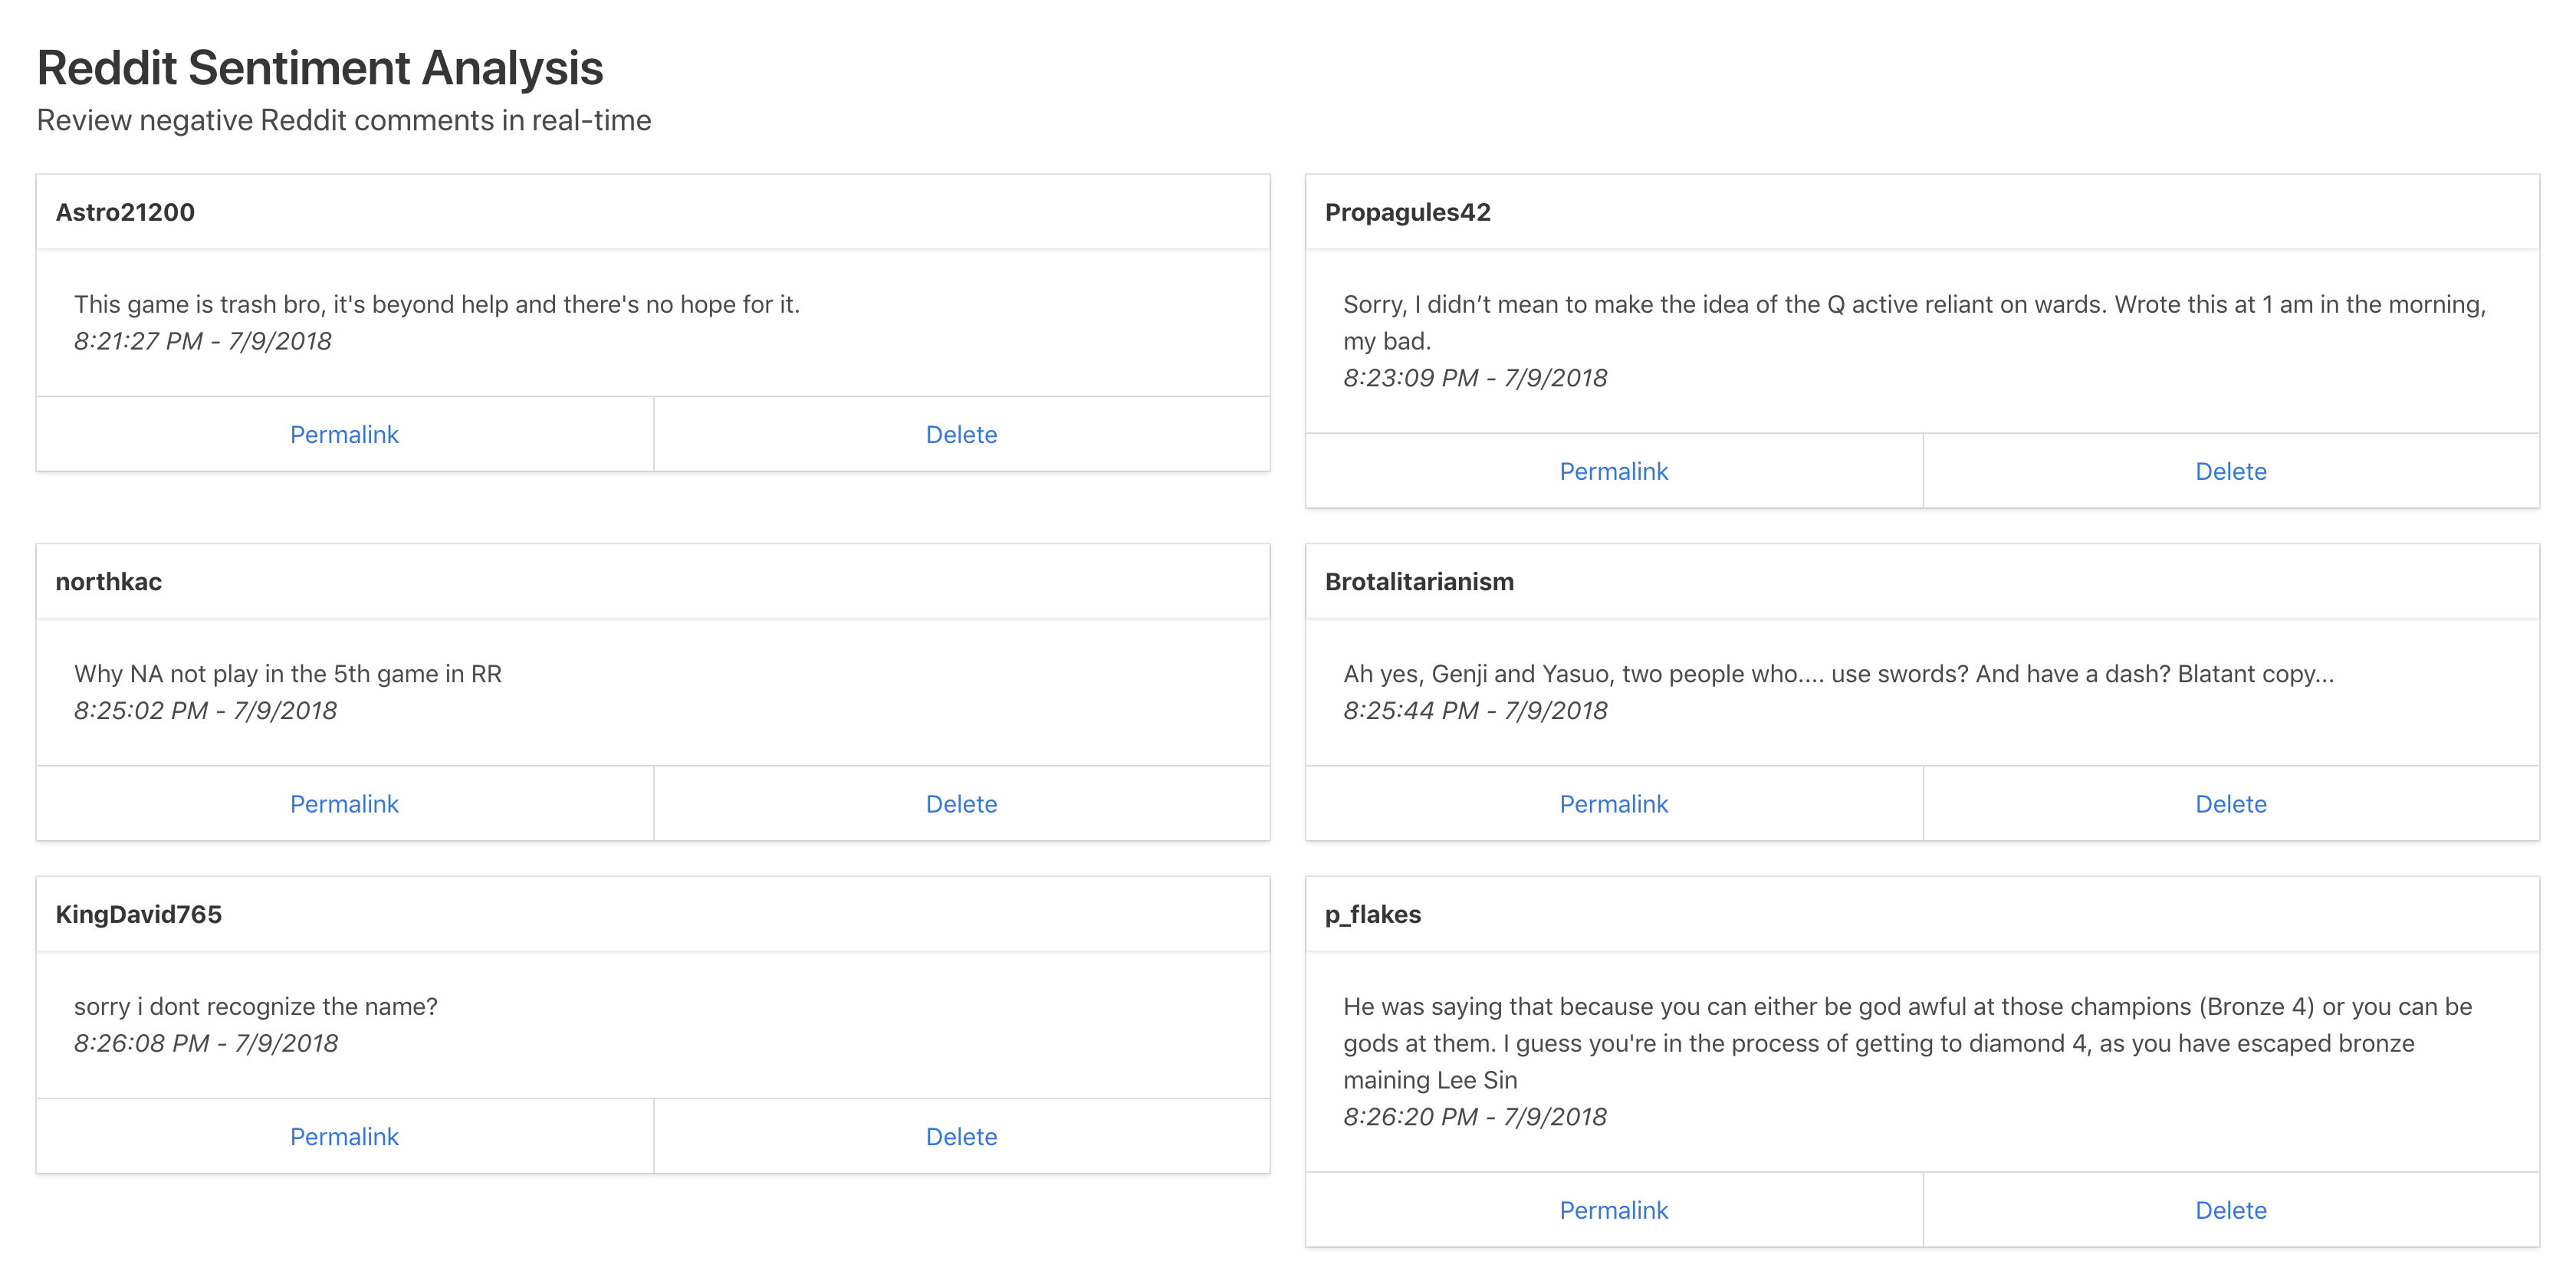 Reddit Sentiment Analysis
Review negative Reddit comments in real-time
Astro21200
This game is trash bro, it's beyond help and there's no hope for it.
8:21:27 PM - 7/9/2018
Permalink
Delete
Propagules42
Sorry, I didn’t mean to make the idea of the Q active reliant on wards. Wrote this at 1 am in the morning,
my bad.
8:23:09 PM - 7/9/2018
Permalink
Delete
northkac
Why NA not play in the 5th game in RR
8:25:02 PM - 7/9/2018
Permalink
Delete
Brotalitarianism
Ah yes, Genji and Yasuo, two people who.... use swords? And have a dash? Blatant copy...
8:25:44 PM - 7/9/2018
Permalink
Delete
KingDavid765
sorry i dont recognize the name?
8:26:08 PM - 7/9/2018
Permalink
Delete
p_flakes
He was saying that because you can either be god awful at those champions (Bronze 4) or you can be
gods at them. I guess you're in the process of getting to diamond 4, as you have escaped bronze
maining Lee Sin
8:26:20 PM - 7/9/2018
Permalink
Delete